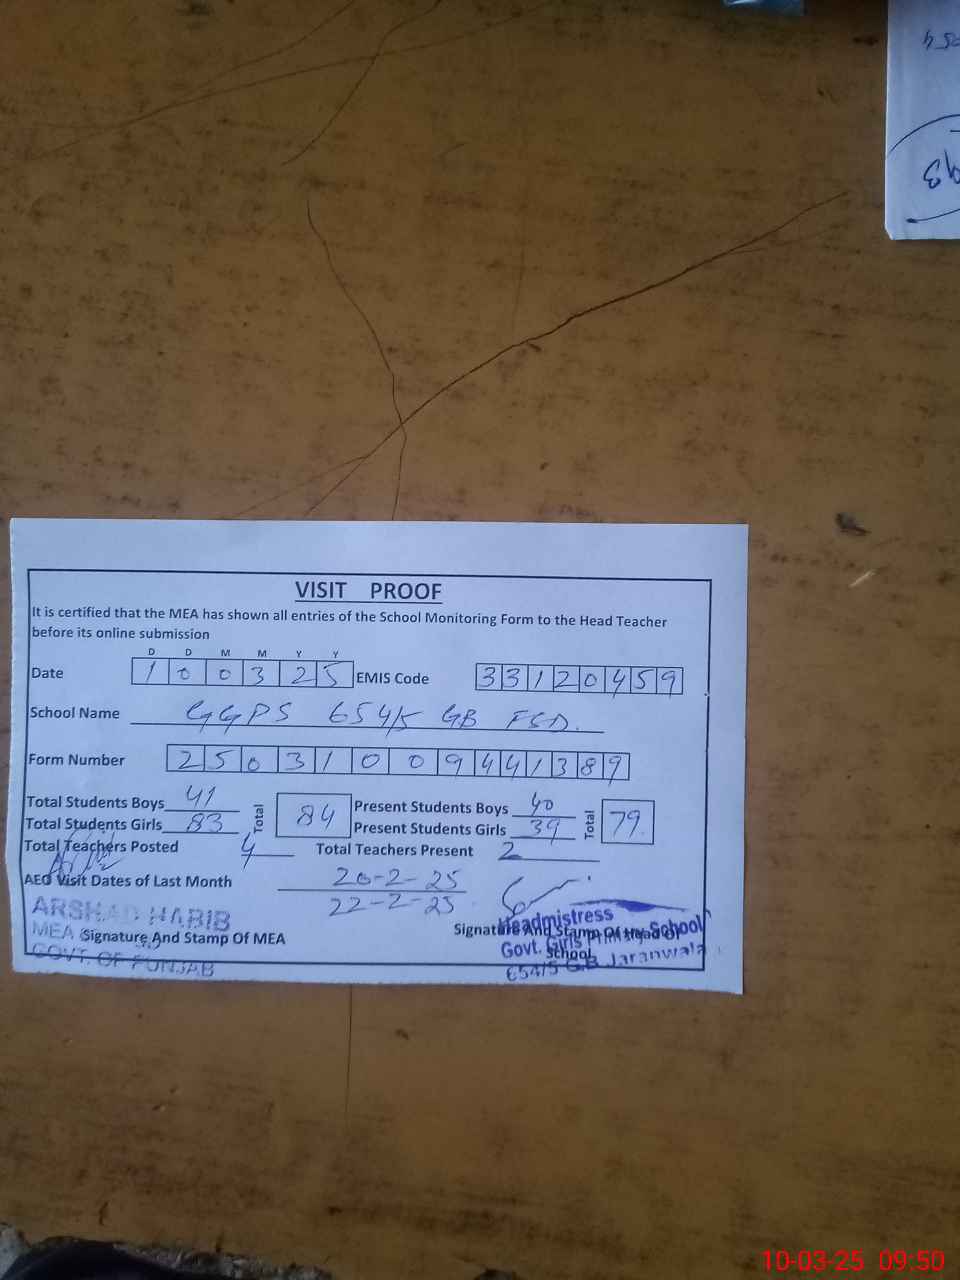 VISIT PROOF
It is certified that the MEA has shown all entries of the School Monitoring Form to the Head Teacher
before its online submission
D D M M Y Y
Date 1 0 0 3 2 5 EMIS Code 3 3 1 2 0 4 5 9
School Name GGPS 654/5 GB FSD.
Form Number 2 5 0 3 1 0 0 9 4 4 1 3 8 9
Total Students Boys 41 Total 84 Present Students Boys 40 Total 79
Total Students Girls 83 Present Students Girls 39
Total Teachers Posted 4 Total Teachers Present 2
AEO Visit Dates of Last Month 20-2-25
22-2-25
ARSHAD HABIB
MEA
Signature And Stamp Of MEA
GOVT. OF PUNJAB
Signature And Stamp Of Head Of
School
Headmistress
Govt. Girls Primary School
654/5 G.B Jaranwala
93
10-03-25 09:50